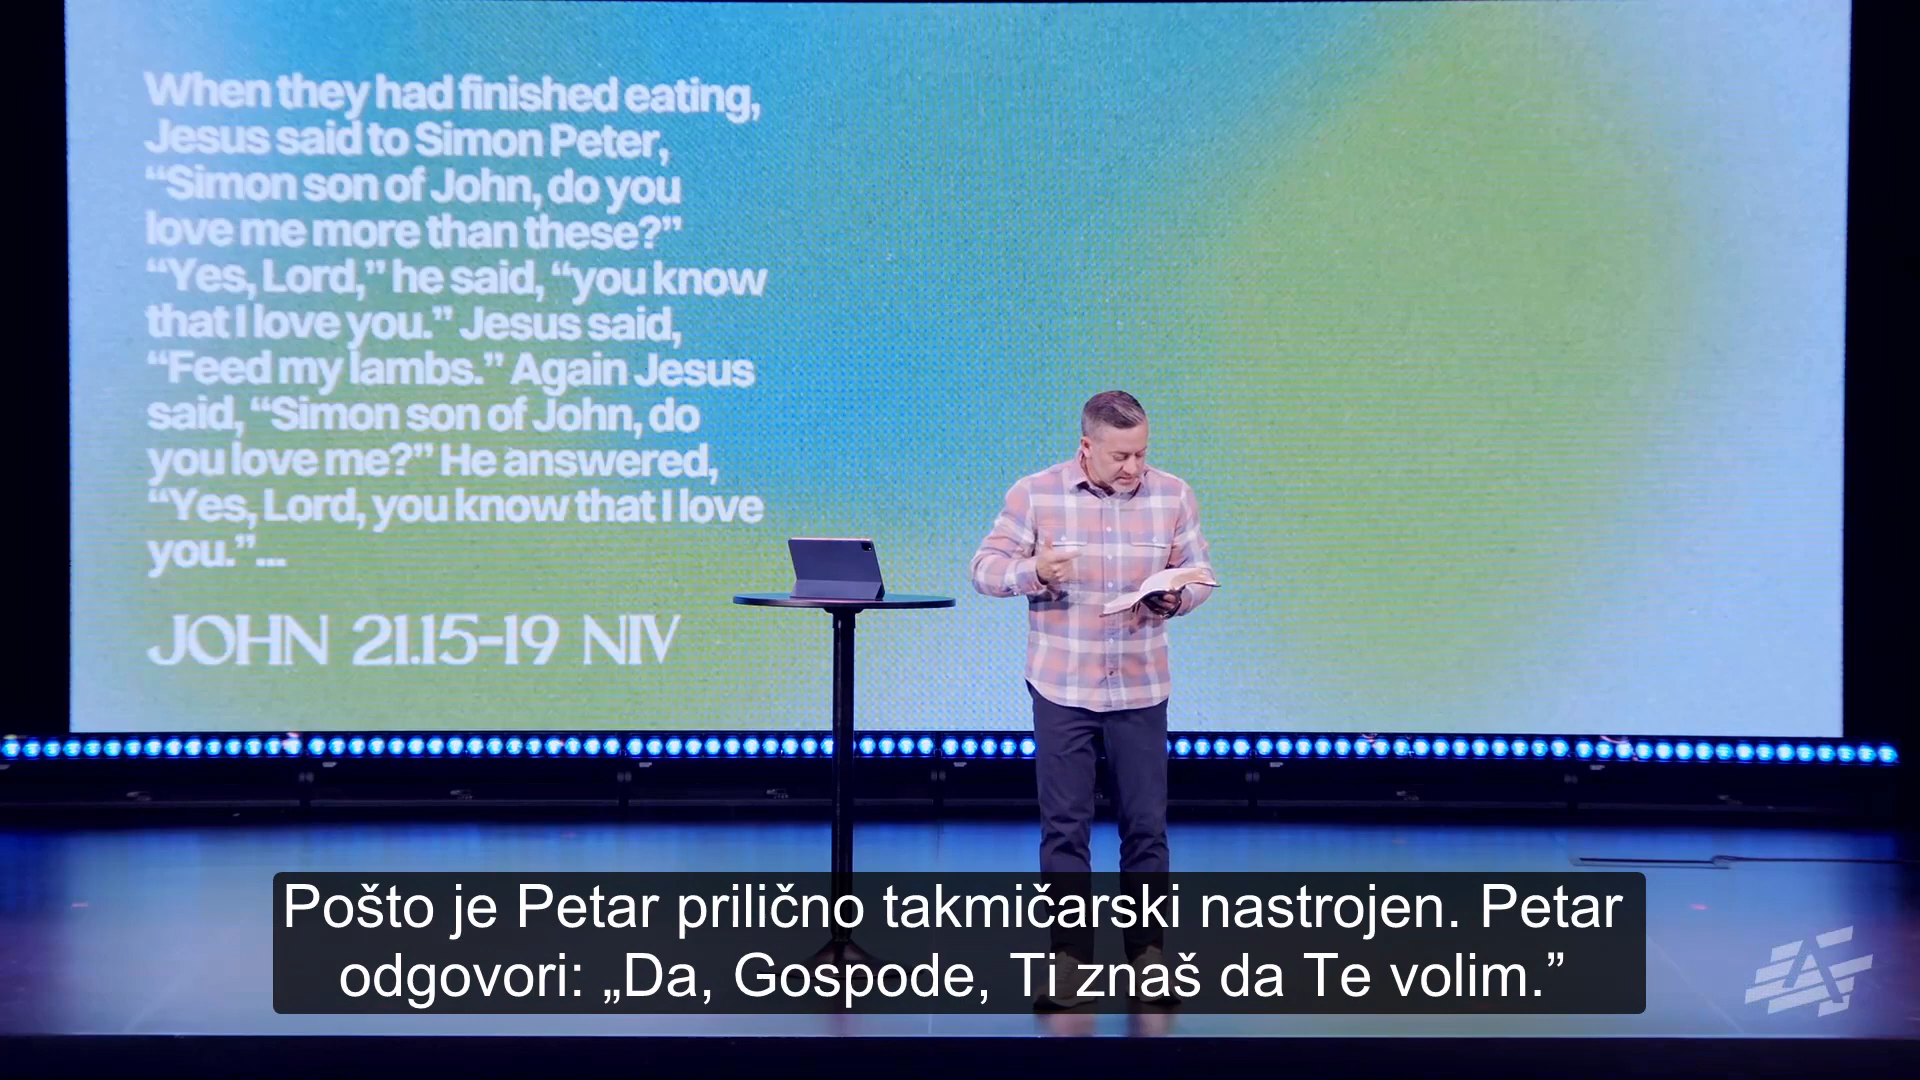 When they had finished eating,
Jesus said to Simon Peter,
“Simon son of John, do you
love me more than these?”
“Yes, Lord,” he said, “you know
that I love you.” Jesus said,
“Feed my lambs.” Again Jesus
said, “Simon son of John, do
you love me?” He answered,
“Yes, Lord, you know that I love
you.”...
JOHN 21.15-19 NIV
Pošto je Petar prilično takmičarski nastrojen. Petar
odgovori: „Da, Gospode, Ti znaš da Te volim.”